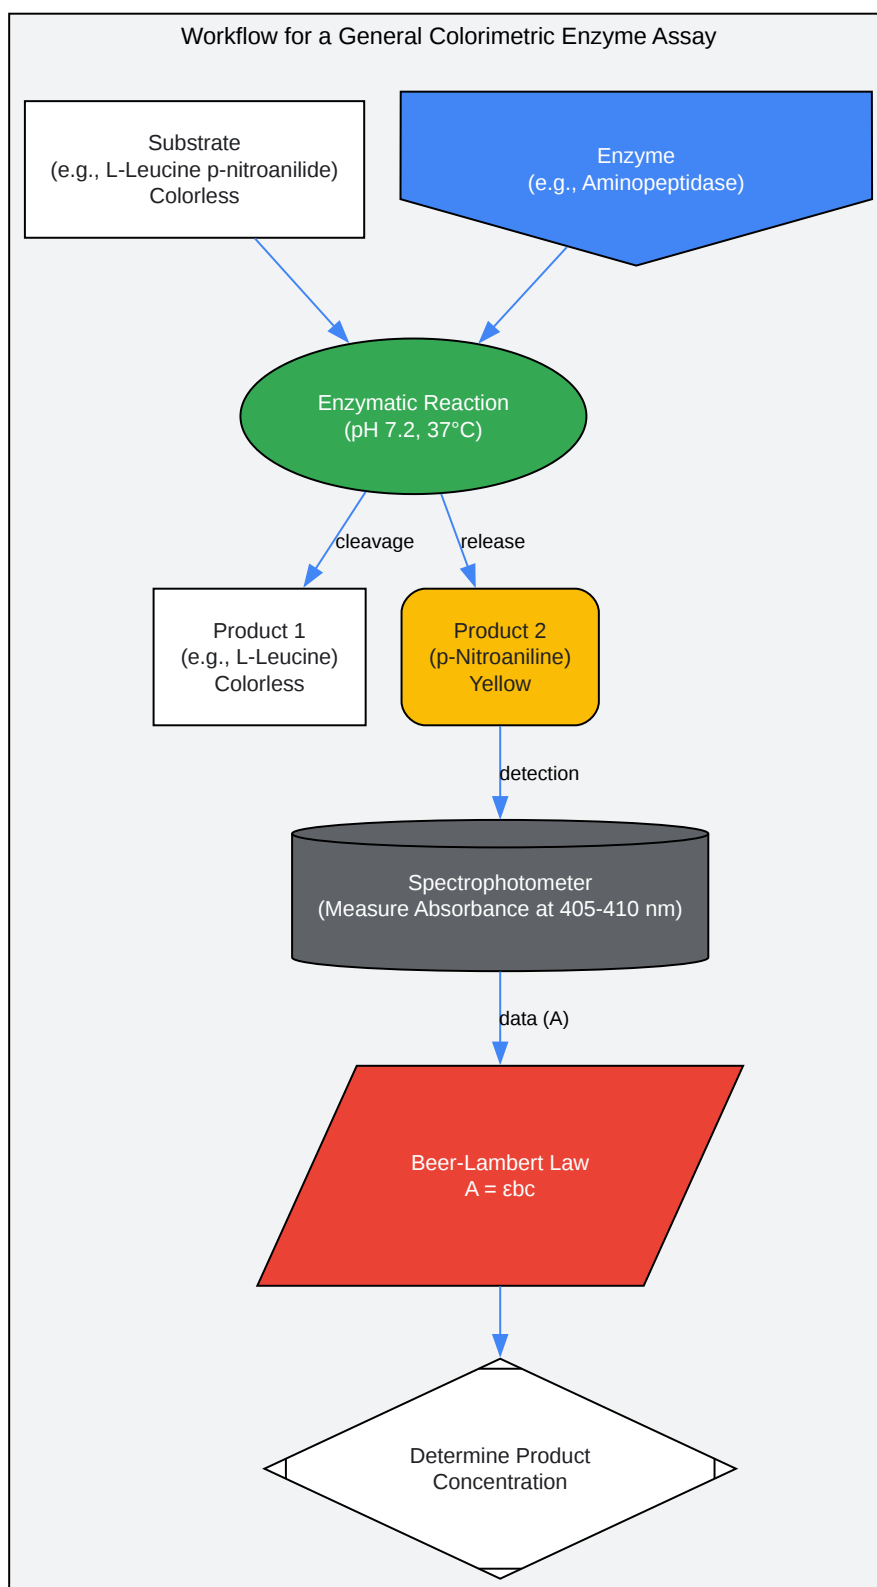 Workflow for a General Colorimetric Enzyme Assay
Substrate
(e.g., L-Leucine p-nitroanilide)
Colorless
Enzyme
(e.g., Aminopeptidase)
Enzymatic Reaction
(pH 7.2, 37°C)
cleavage
release
Product 1
(e.g., L-Leucine)
Colorless
Product 2
(p-Nitroaniline)
Yellow
detection
Spectrophotometer
(Measure Absorbance at 405-410 nm)
data (A)
Beer-Lambert Law
A = εbc
Determine Product
Concentration